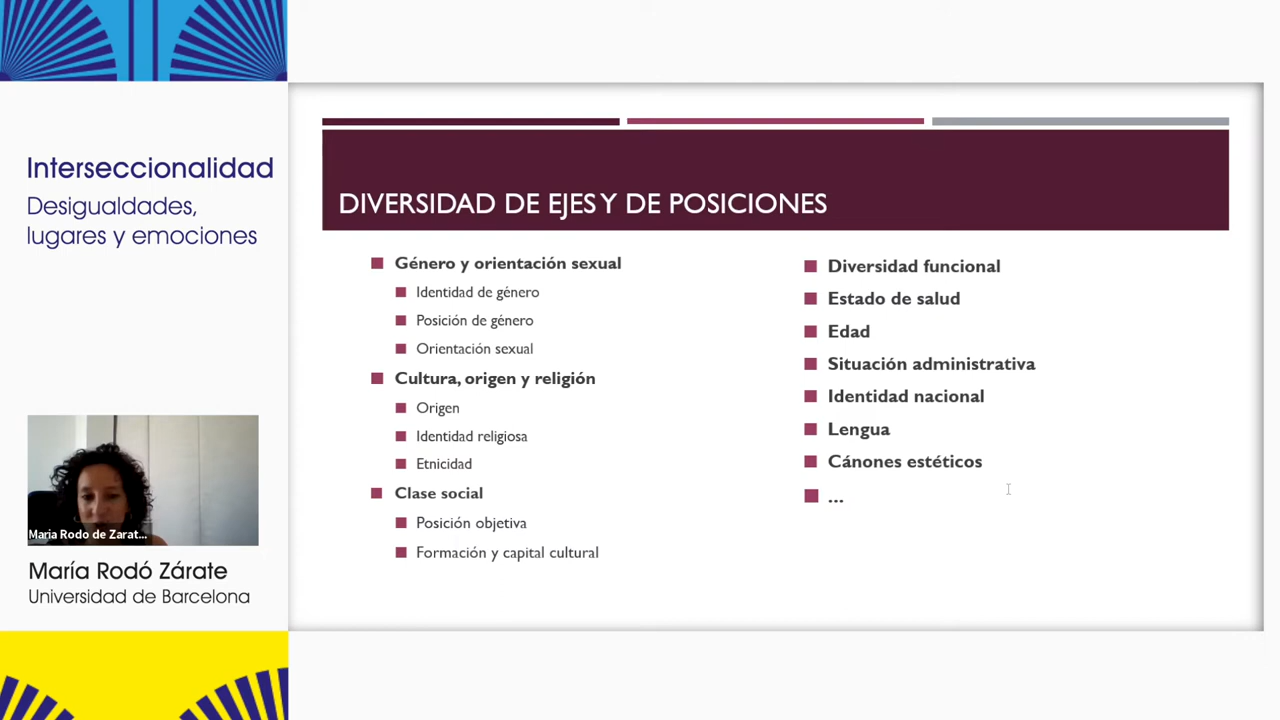 Interseccionalidad
Desigualdades,
lugares y emociones
Maria Rodo de Zarat...
María Rodó Zárate
Universidad de Barcelona
DIVERSIDAD DE EJES Y DE POSICIONES
Género y orientación sexual
Identidad de género
Posición de género
Orientación sexual
Cultura, origen y religión
Origen
Identidad religiosa
Etnicidad
Clase social
Posición objetiva
Formación y capital cultural
Diversidad funcional
Estado de salud
Edad
Situación administrativa
Identidad nacional
Lengua
Cánones estéticos
...